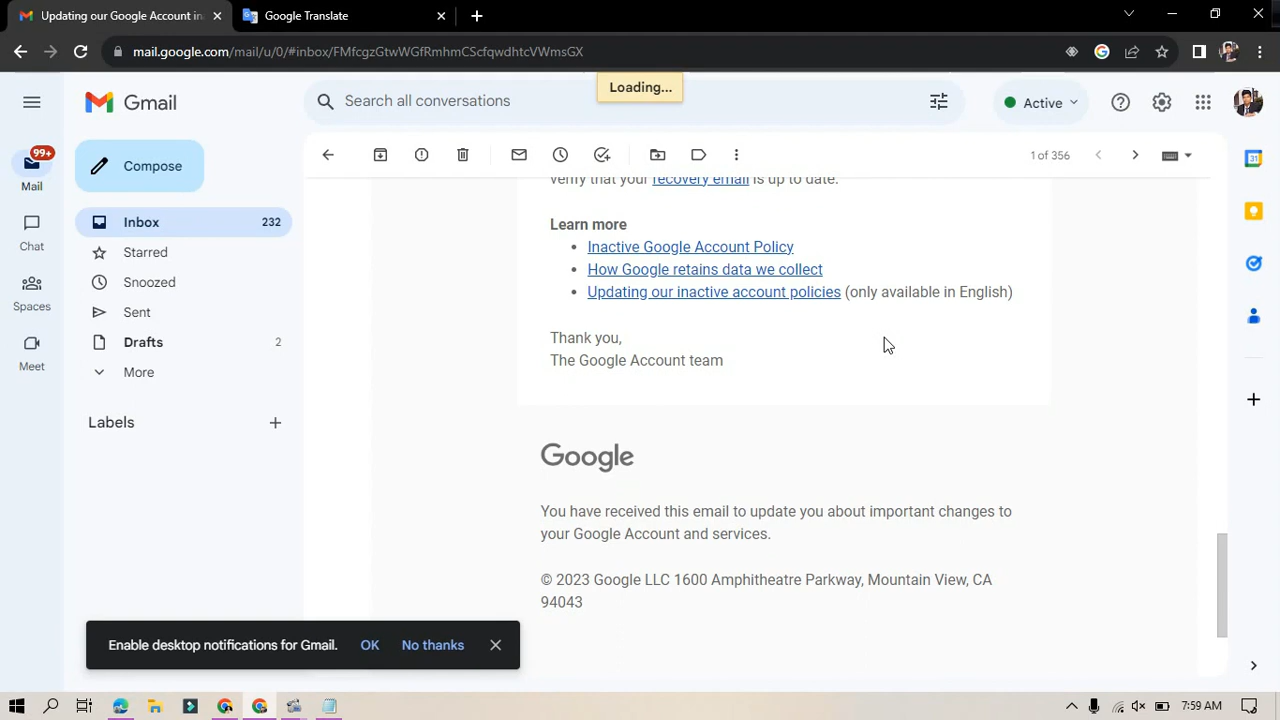 Updating our Google Account in
Google Translate
mail.google.com/mail/u/0/#inbox/FMfcgzGtwWGfRmhmCScfqwdhtcVWmsGX
Loading...
Gmail
Search all conversations
Active
99+
Mail
Compose
1 of 356
Inbox 232
Starred
Snoozed
Sent
Drafts 2
More
Labels
Chat
Spaces
Meet
31
verify that your recovery email is up to date.
Learn more
• Inactive Google Account Policy
• How Google retains data we collect
• Updating our inactive account policies (only available in English)
Thank you,
The Google Account team
Google
You have received this email to update you about important changes to
your Google Account and services.
© 2023 Google LLC 1600 Amphitheatre Parkway, Mountain View, CA
94043
Enable desktop notifications for Gmail. OK No thanks
7:59 AM